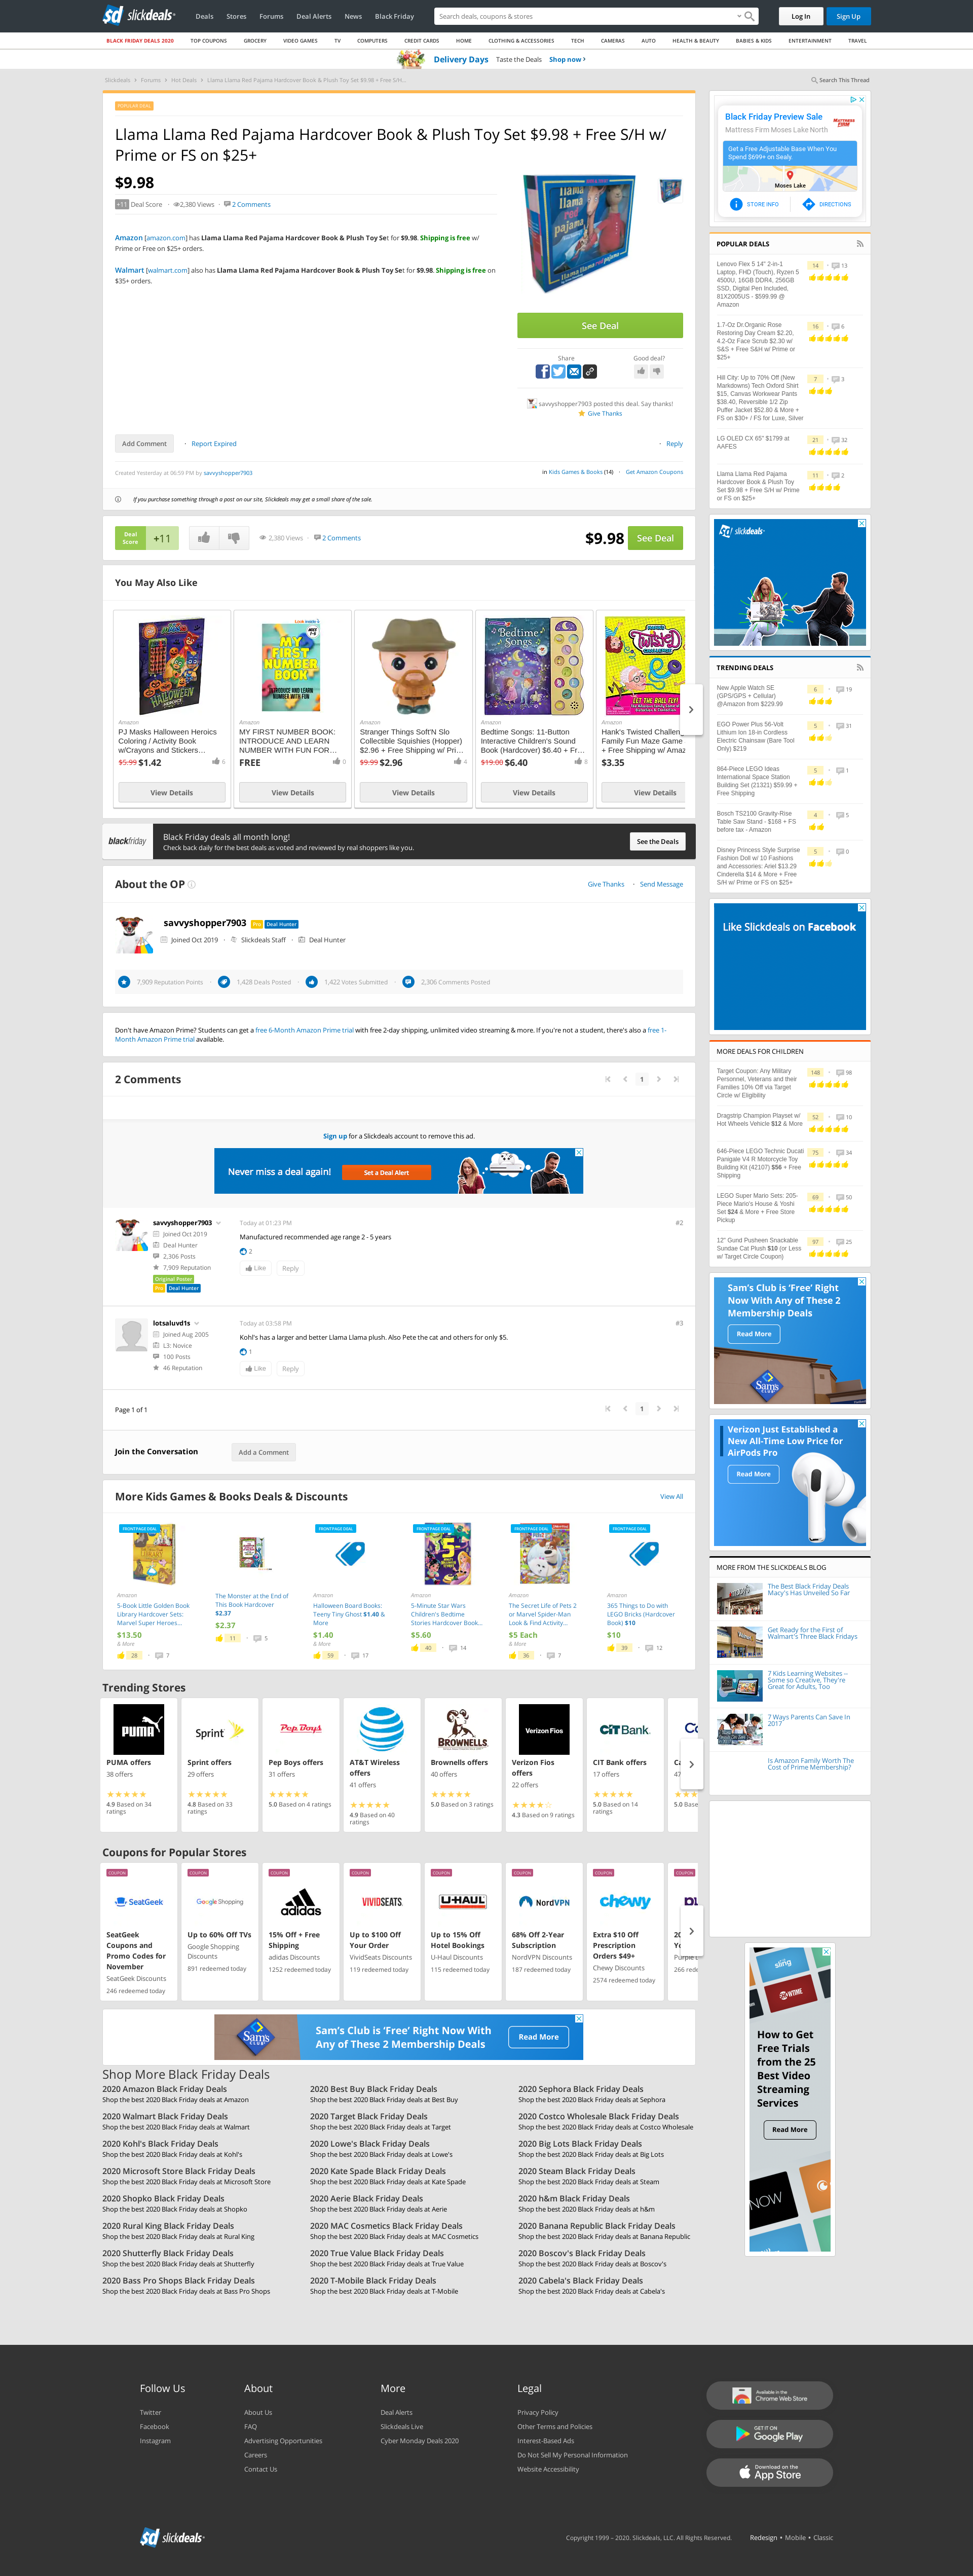 slickdeals
Deals
Stores
Forums
Deal Alerts
News
Black Friday
Search deals, coupons & stores
Log In
Sign Up
BLACK FRIDAY DEALS 2020
TOP COUPONS
GROCERY
VIDEO GAMES
TV
COMPUTERS
CREDIT CARDS
HOME
CLOTHING & ACCESSORIES
TECH
CAMERAS
AUTO
HEALTH & BEAUTY
BABIES & KIDS
ENTERTAINMENT
TRAVEL
Delivery Days Taste the Deals Shop now ›
Slickdeals › Forums › Hot Deals › Llama Llama Red Pajama Hardcover Book & Plush Toy Set $9.98 + Free S/H...
Search This Thread
POPULAR DEAL
Llama Llama Red Pajama Hardcover Book & Plush Toy Set $9.98 + Free S/H w/
Prime or FS on $25+
$9.98
+11 Deal Score · 2,380 Views · 2 Comments
Amazon [amazon.com] has Llama Llama Red Pajama Hardcover Book & Plush Toy Set for $9.98. Shipping is free w/
Prime or Free on $25+ orders.
Walmart [walmart.com] also has Llama Llama Red Pajama Hardcover Book & Plush Toy Set for $9.98. Shipping is free on
$35+ orders.
llama llama
red pajama
See Deal
Share
Good deal?
savvyshopper7903 posted this deal. Say thanks!
Give Thanks
Add Comment
· Report Expired
· Reply
Created Yesterday at 06:59 PM by savvyshopper7903
in Kids Games & Books (14) · Get Amazon Coupons
If you purchase something through a post on our site, Slickdeals may get a small share of the sale.
Deal
Score
+11
2,380 Views · 2 Comments
$9.98
See Deal
You May Also Like
Amazon
PJ Masks Halloween Heroics
Coloring / Activity Book
w/Crayons and Stickers...
$5.99 $1.42
6
View Details
MY FIRST
NUMBER
BOOK
Amazon
MY FIRST NUMBER BOOK:
INTRODUCE AND LEARN
NUMBER WITH FUN FOR...
FREE
0
View Details
Amazon
Stranger Things Soft'N Slo
Collectible Squishies (Hopper)
$2.96 + Free Shipping w/ Pri...
$9.99 $2.96
4
View Details
Bedtime
Songs
Amazon
Bedtime Songs: 11-Button
Interactive Children's Sound
Book (Hardcover) $6.40 + Fr...
$19.00 $6.40
8
View Details
Twisted
LET THE BALL FLY!
Amazon
Hank's Twisted Challeng
Family Fun Maze Game
+ Free Shipping w/ Amaz
$3.35
View Details
blackfriday
Black Friday deals all month long!
Check back daily for the best deals as voted and reviewed by real shoppers like you.
See the Deals
About the OP
Give Thanks · Send Message
savvyshopper7903 Pro Deal Hunter
Joined Oct 2019 · Slickdeals Staff · Deal Hunter
7,909 Reputation Points · 1,428 Deals Posted · 1,422 Votes Submitted · 2,306 Comments Posted
Don't have Amazon Prime? Students can get a free 6-Month Amazon Prime trial with free 2-day shipping, unlimited video streaming & more. If you're not a student, there's also a free 1-
Month Amazon Prime trial available.
2 Comments
1
Sign up for a Slickdeals account to remove this ad.
Never miss a deal again!
Set a Deal Alert
savvyshopper7903
Joined Oct 2019
Deal Hunter
2,306 Posts
7,909 Reputation
Original Poster
Pro Deal Hunter
Today at 01:23 PM
#2
Manufactured recommended age range 2 - 5 years
2
Like
Reply
lotsaluvd1s
Joined Aug 2005
L3: Novice
100 Posts
46 Reputation
Today at 03:58 PM
#3
Kohl's has a larger and better Llama Llama plush. Also Pete the cat and others for only $5.
1
Like
Reply
Page 1 of 1
1
Join the Conversation
Add a Comment
More Kids Games & Books Deals & Discounts
View All
FRONTPAGE DEAL
Amazon
5-Book Little Golden Book
Library Hardcover Sets:
Marvel Super Heroes...
$13.50
& More
28 · 7
The Monster at the End of
This Book Hardcover
$2.37
$2.37
11 · 5
FRONTPAGE DEAL
Amazon
Halloween Board Books:
Teeny Tiny Ghost $1.40 &
More
$1.40
& More
59 · 17
FRONTPAGE DEAL
Amazon
5-Minute Star Wars
Children's Bedtime
Stories Hardcover Book...
$5.60
40 · 14
FRONTPAGE DEAL
Amazon
The Secret Life of Pets 2
or Marvel Spider-Man
Look & Find Activity...
$5 Each
& More
36 · 7
FRONTPAGE DEAL
Amazon
365 Things to Do with
LEGO Bricks (Hardcover
Book) $10
$10
39 · 12
Trending Stores
PUMA
PUMA offers
38 offers
4.9 Based on 34
ratings
Sprint
Sprint offers
29 offers
4.8 Based on 33
ratings
Pep Boys
Pep Boys offers
31 offers
5.0 Based on 4 ratings
AT&T Wireless
offers
41 offers
4.9 Based on 40
ratings
BROWNELLS
Brownells offers
40 offers
5.0 Based on 3 ratings
Verizon Fios
Verizon Fios
offers
22 offers
4.3 Based on 9 ratings
CIT BANK
CIT Bank offers
17 offers
5.0 Based on 14
ratings
Coupons for Popular Stores
COUPON
SeatGeek
SeatGeek
Coupons and
Promo Codes for
November
SeatGeek Discounts
246 redeemed today
COUPON
Google Shopping
Up to 60% Off TVs
Google Shopping
Discounts
891 redeemed today
COUPON
adidas
15% Off + Free
Shipping
adidas Discounts
1252 redeemed today
COUPON
VIVIDSEATS
Up to $100 Off
Your Order
VividSeats Discounts
119 redeemed today
COUPON
U-HAUL
Up to 15% Off
Hotel Bookings
U-Haul Discounts
115 redeemed today
COUPON
NordVPN
68% Off 2-Year
Subscription
NordVPN Discounts
187 redeemed today
COUPON
chewy
Extra $10 Off
Prescription
Orders $49+
Chewy Discounts
2574 redeemed today
COUPON
Sam's Club is 'Free' Right Now With
Any of These 2 Membership Deals
Read More
Shop More Black Friday Deals
2020 Amazon Black Friday Deals
Shop the best 2020 Black Friday deals at Amazon
2020 Best Buy Black Friday Deals
Shop the best 2020 Black Friday deals at Best Buy
2020 Sephora Black Friday Deals
Shop the best 2020 Black Friday deals at Sephora
2020 Walmart Black Friday Deals
Shop the best 2020 Black Friday deals at Walmart
2020 Target Black Friday Deals
Shop the best 2020 Black Friday deals at Target
2020 Costco Wholesale Black Friday Deals
Shop the best 2020 Black Friday deals at Costco Wholesale
2020 Kohl's Black Friday Deals
Shop the best 2020 Black Friday deals at Kohl's
2020 Lowe's Black Friday Deals
Shop the best 2020 Black Friday deals at Lowe's
2020 Big Lots Black Friday Deals
Shop the best 2020 Black Friday deals at Big Lots
2020 Microsoft Store Black Friday Deals
Shop the best 2020 Black Friday deals at Microsoft Store
2020 Kate Spade Black Friday Deals
Shop the best 2020 Black Friday deals at Kate Spade
2020 Steam Black Friday Deals
Shop the best 2020 Black Friday deals at Steam
2020 Shopko Black Friday Deals
Shop the best 2020 Black Friday deals at Shopko
2020 Aerie Black Friday Deals
Shop the best 2020 Black Friday deals at Aerie
2020 h&m Black Friday Deals
Shop the best 2020 Black Friday deals at h&m
2020 Rural King Black Friday Deals
Shop the best 2020 Black Friday deals at Rural King
2020 MAC Cosmetics Black Friday Deals
Shop the best 2020 Black Friday deals at MAC Cosmetics
2020 Banana Republic Black Friday Deals
Shop the best 2020 Black Friday deals at Banana Republic
2020 Shutterfly Black Friday Deals
Shop the best 2020 Black Friday deals at Shutterfly
2020 True Value Black Friday Deals
Shop the best 2020 Black Friday deals at True Value
2020 Boscov's Black Friday Deals
Shop the best 2020 Black Friday deals at Boscov's
2020 Bass Pro Shops Black Friday Deals
Shop the best 2020 Black Friday deals at Bass Pro Shops
2020 T-Mobile Black Friday Deals
Shop the best 2020 Black Friday deals at T-Mobile
2020 Cabela's Black Friday Deals
Shop the best 2020 Black Friday deals at Cabela's
Black Friday Preview Sale
Mattress Firm Moses Lake North
MATTRESS FIRM
Get a Free Adjustable Base When You
Spend $699+ on Sealy
Moses Lake
STORE INFO
DIRECTIONS
POPULAR DEALS
Lenovo Flex 5 14" 2-in-1
Laptop, FHD (Touch), Ryzen 5
4500U, 16GB DDR4, 256GB
SSD, Digital Pen Included,
81X2005US - $599.99 @
Amazon
14 · 13
1.7-Oz Dr.Organic Rose
Restoring Day Cream $2.20,
4.2-Oz Face Scrub $2.30 w/
S&S + Free S&H w/ Prime or
$25+
16 · 6
Hill City: Up to 70% Off (New
Markdowns) Tech Oxford Shirt
$15, Canvas Workwear Pants
$38.40, Reversible 1/2 Zip
Puffer Jacket $52.80 & More +
FS on $30+ / FS for Luxe, Silver
7 · 3
LG OLED CX 65" $1799 at
AAFES
21 · 32
Llama Llama Red Pajama
Hardcover Book & Plush Toy
Set $9.98 + Free S/H w/ Prime
or FS on $25+
11 · 2
slickdeals
TRENDING DEALS
New Apple Watch SE
(GPS/GPS + Cellular)
@Amazon from $229.99
6 · 19
EGO Power Plus 56-Volt
Lithium Ion 18-in Cordless
Electric Chainsaw (Bare Tool
Only) $219
5 · 31
864-Piece LEGO Ideas
International Space Station
Building Set (21321) $59.99 +
Free Shipping
5 · 1
Bosch TS2100 Gravity-Rise
Table Saw Stand - $168 + FS
before tax - Amazon
4 · 5
Disney Princess Style Surprise
Fashion Doll w/ 10 Fashions
and Accessories: Ariel $13.29
Cinderella $14 & More + Free
S/H w/ Prime or FS on $25+
5 · 0
Like Slickdeals on Facebook
MORE DEALS FOR CHILDREN
Target Coupon: Any Military
Personnel, Veterans and their
Families 10% Off via Target
Circle w/ Eligibility
148 · 98
Dragstrip Champion Playset w/
Hot Wheels Vehicle $12 & More
52 · 10
646-Piece LEGO Technic Ducati
Panigale V4 R Motorcycle Toy
Building Kit (42107) $56 + Free
Shipping
75 · 34
LEGO Super Mario Sets: 205-
Piece Mario's House & Yoshi
Set $24 & More + Free Store
Pickup
69 · 50
12" Gund Pusheen Snackable
Sundae Cat Plush $10 (or Less
w/ Target Circle Coupon)
97 · 25
Sam's Club is 'Free' Right
Now With Any of These 2
Membership Deals
Read More
Sam's
Verizon Just Established a
New All-Time Low Price for
AirPods Pro
Read More
MORE FROM THE SLICKDEALS BLOG
The Best Black Friday Deals
Macy's Has Unveiled So Far
Get Ready for the First of
Walmart's Three Black Fridays
7 Kids Learning Websites --
Some so Creative, They're
Great for Adults, Too
7 Ways Parents Can Save In
2017
Is Amazon Family Worth The
Cost of Prime Membership?
sling
SHOWTIME
How to Get
Free Trials
from the 25
Best Video
Streaming
Services
Read More
NOW
Follow Us
Twitter
Facebook
Instagram
About
About Us
FAQ
Advertising Opportunities
Careers
Contact Us
More
Deal Alerts
Slickdeals Live
Cyber Monday Deals 2020
Legal
Privacy Policy
Other Terms and Policies
Interest-Based Ads
Do Not Sell My Personal Information
Website Accessibility
Available in the
Chrome Web Store
GET IT ON
Google Play
Download on the
App Store
slickdeals
Copyright 1999 – 2020. Slickdeals, LLC. All Rights Reserved.
Redesign • Mobile • Classic